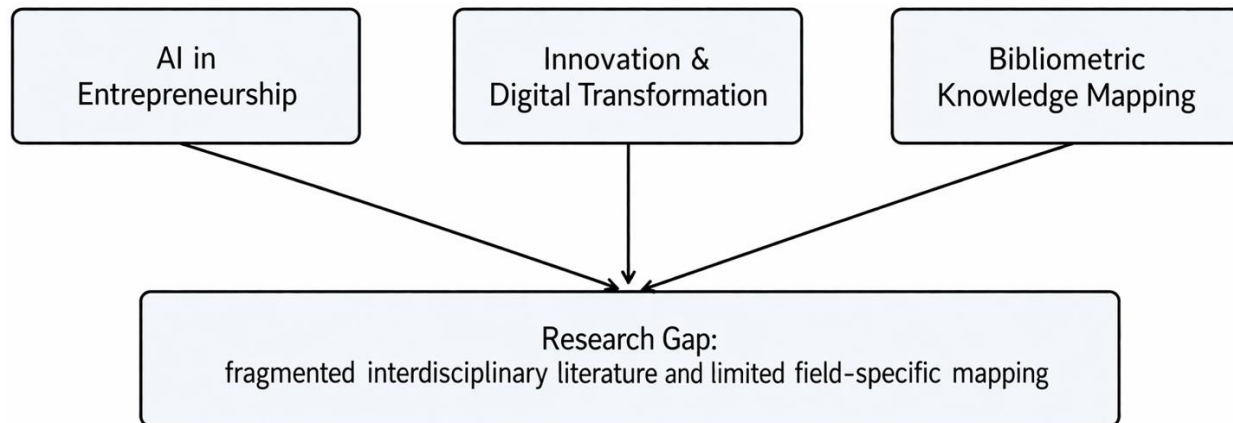 AI in
Entrepreneurship
Innovation &
Digital Transformation
Bibliometric
Knowledge Mapping
Research Gap:
fragmented interdisciplinary literature and limited field-specific mapping